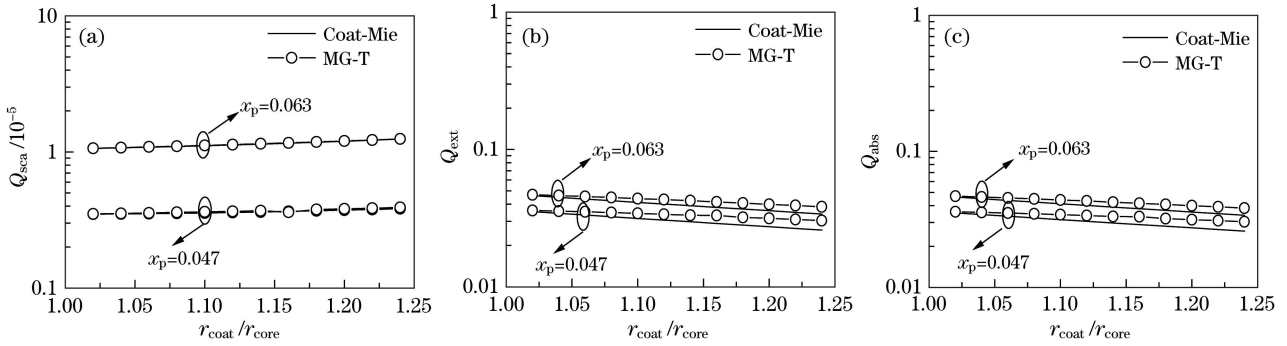 (a)
Coat-Mie
MG-T
10
1
0.1
Q_sca /10^-5
x_p=0.063
x_p=0.047
1.00 1.05 1.10 1.15 1.20 1.25
r_coat /r_core
(b)
Coat-Mie
MG-T
1
0.1
0.01
Q_ext
x_p=0.063
x_p=0.047
1.00 1.05 1.10 1.15 1.20 1.25
r_coat /r_core
(c)
Coat-Mie
MG-T
1
0.1
0.01
Q_abs
x_p=0.063
x_p=0.047
1.00 1.05 1.10 1.15 1.20 1.25
r_coat /r_core